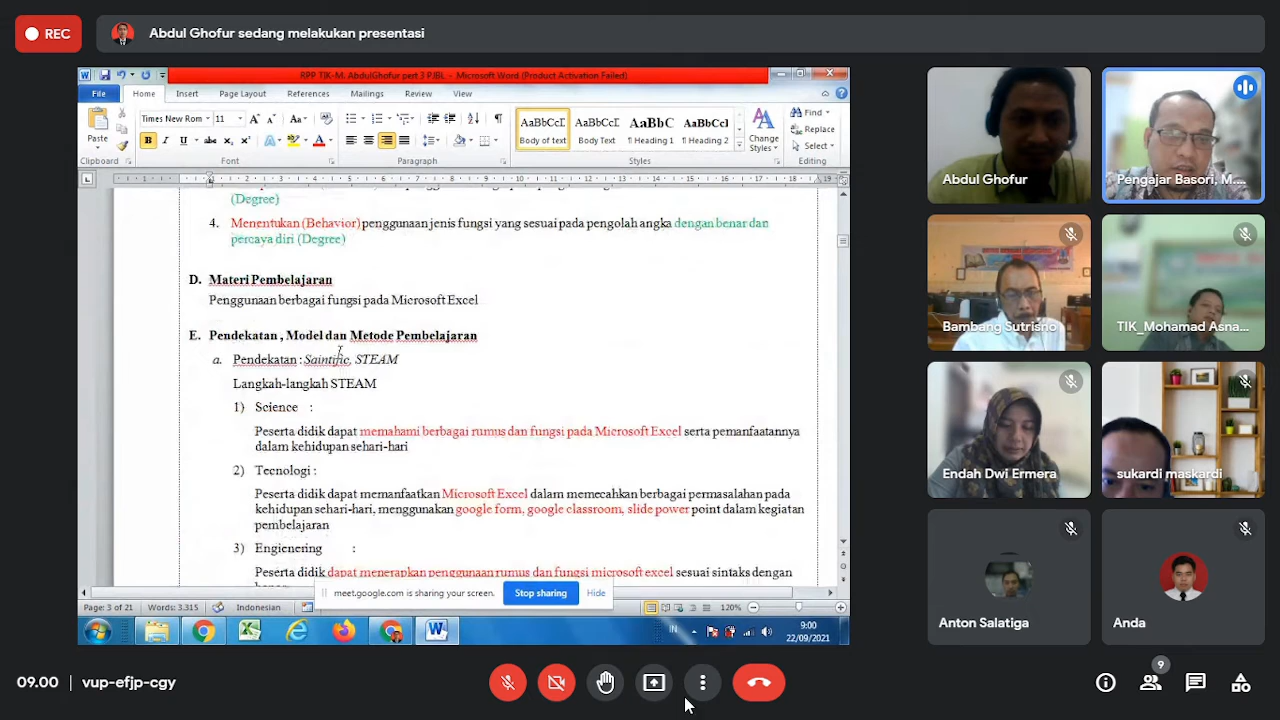 REC
Abdul Ghofur sedang melakukan presentasi
RPP TIK-M. AbdulGhofur pert 3 PJBL - Microsoft Word (Product Activation Failed)
File Home Insert Page Layout References Mailings Review View
Times New Rom 11
Paste
AaBbCcI AaBbCc AaBbC AaBbCcI
Body of text Body Text ¶ Heading 1 ¶ Heading 2
Change Styles
Find
Replace
Select
Clipboard Font Paragraph Styles Editing
(Degree)
4. Menentukan (Behavior) penggunaan jenis fungsi yang sesuai pada pengolah angka dengan benar dan
percaya diri (Degree)
D. Materi Pembelajaran
Penggunaan berbagai fungsi pada Microsoft Excel
E. Pendekatan , Model dan Metode Pembelajaran
a. Pendekatan : Saintific, STEAM
Langkah-langkah STEAM
1) Science :
Peserta didik dapat memahami berbagai rumus dan fungsi pada Microsoft Excel serta pemanfaatannya
dalam kehidupan sehari-hari
2) Tecnologi :
Peserta didik dapat memanfaatkan Microsoft Excel dalam memecahkan berbagai permasalahan pada
kehidupan sehari-hari, menggunakan google form, google classroom, slide power point dalam kegiatan
pembelajaran
3) Engienering :
Peserta didik dapat menerapkan penggunaan rumus dan fungsi microsoft excel sesuai sintaks dengan
meet.google.com is sharing your screen. Stop sharing Hide
Page: 3 of 21 Words: 3.315 Indonesian 120%
IN 9:00
22/09/2021
Abdul Ghofur
Pengajar Basori, M....
Bambang Sutrisno
TIK_Mohamad Asna...
Endah Dwi Ermera
sukardi maskardi
Anton Salatiga
Anda
09.00 | vup-efjp-cgy
9